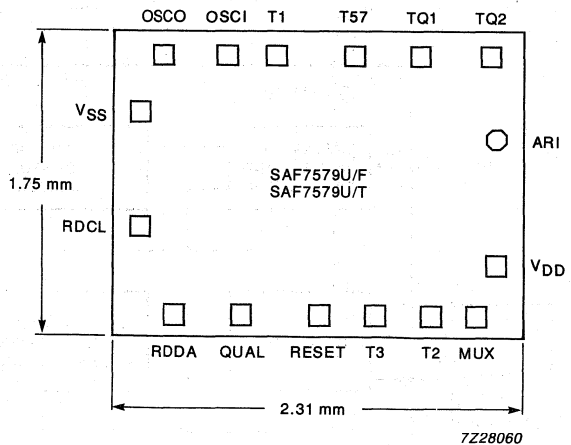 OSCO OSCI T1 T57 TQ1 TQ2
VSS
ARI
SAF7579U/F
SAF7579U/T
1.75 mm
RDCL
VDD
RDDA QUAL RESET T3 T2 MUX
2.31 mm
7Z28060